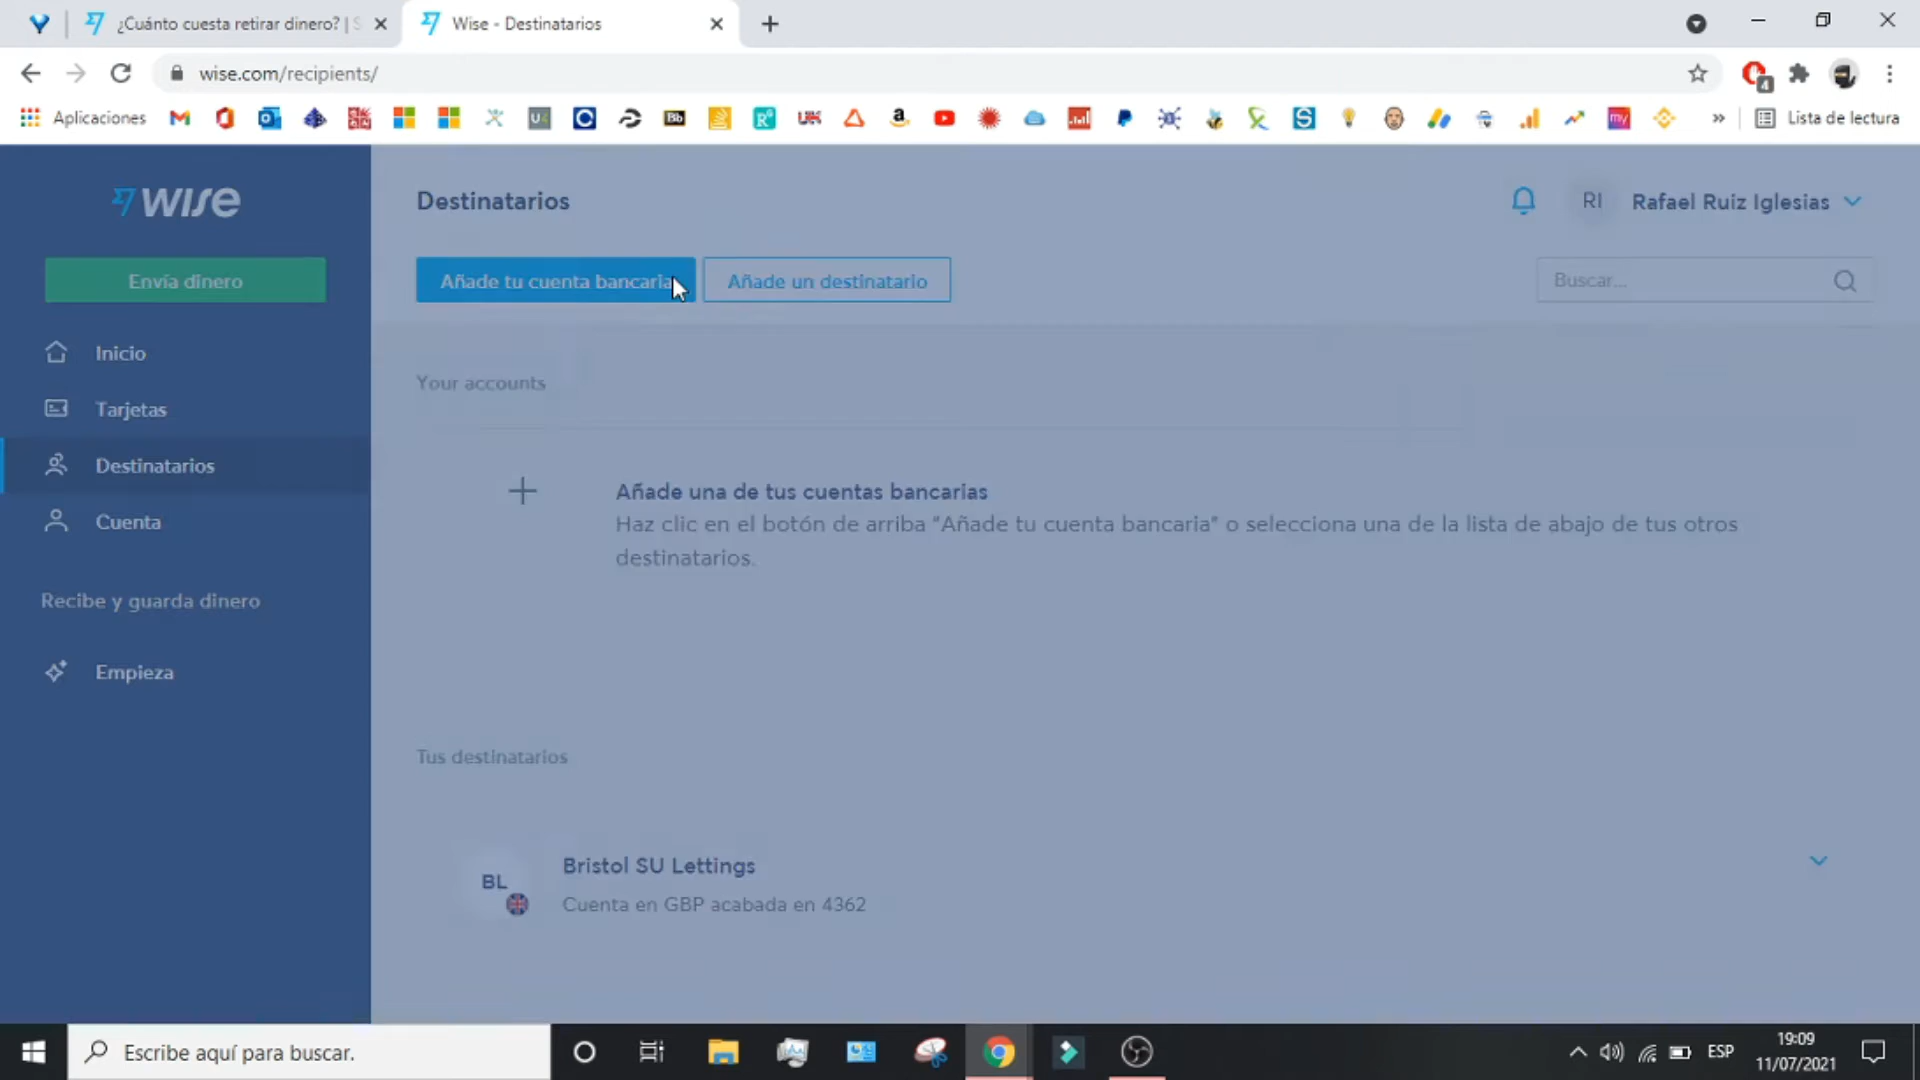 ¿Cuánto cuesta retirar dinero? | S
Wise - Destinatarios
wise.com/recipients/
4
Aplicaciones
Bb
my
»
Lista de lectura
wise
Destinatarios
RI
Rafael Ruiz Iglesias
Envía dinero
Añade tu cuenta bancaria
Añade un destinatario
Buscar...
Inicio
Tarjetas
Destinatarios
Cuenta
Recibe y guarda dinero
Empieza
Your accounts
Añade una de tus cuentas bancarias
Haz clic en el botón de arriba "Añade tu cuenta bancaria" o selecciona una de la lista de abajo de tus otros
destinatarios.
Tus destinatarios
BL
Bristol SU Lettings
Cuenta en GBP acabada en 4362
Escribe aquí para buscar.
ESP
19:09
11/07/2021